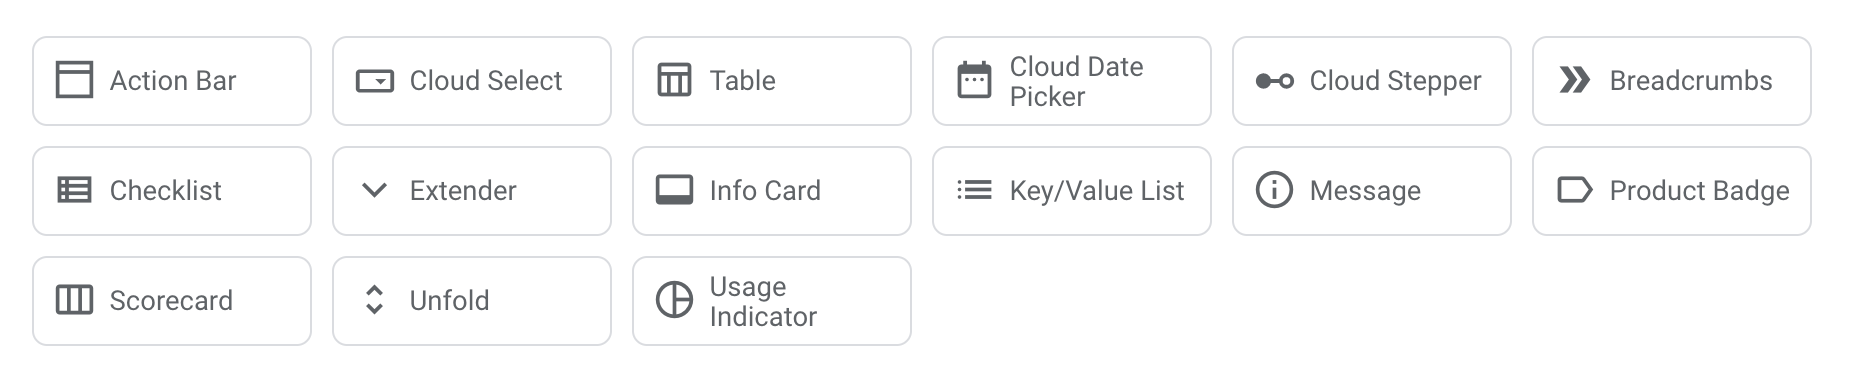 Action Bar
Cloud Select
Table
Cloud Date
Picker
Cloud Stepper
Breadcrumbs
Checklist
Extender
Info Card
Key/Value List
Message
Product Badge
Scorecard
Unfold
Usage
Indicator